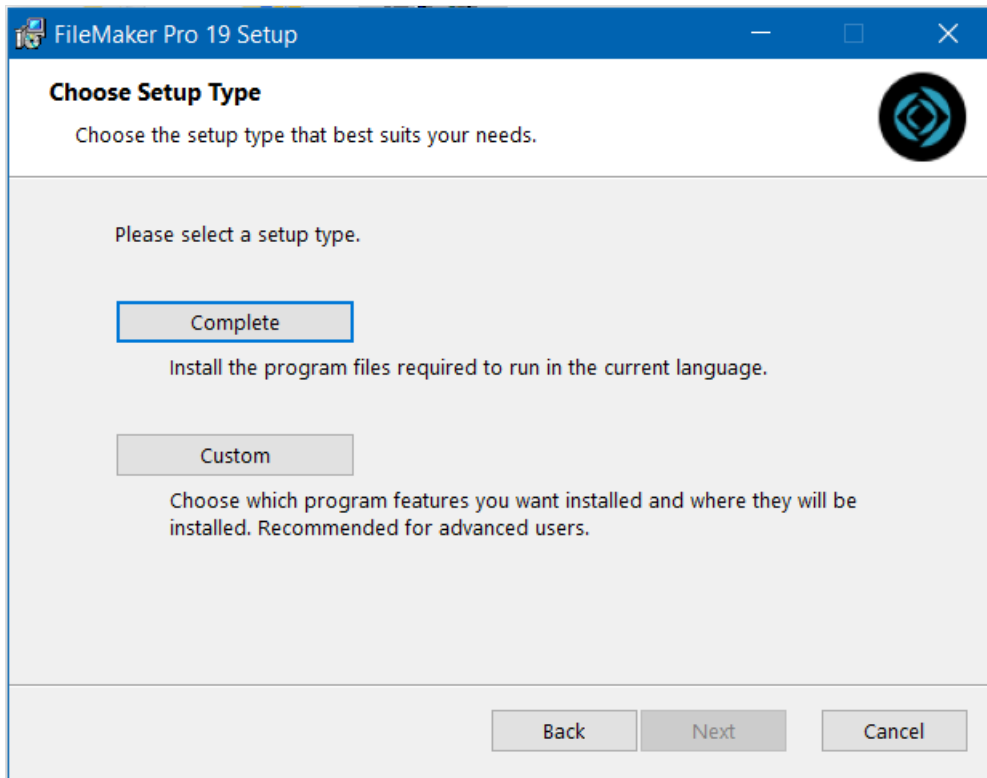 FileMaker Pro 19 Setup
Choose Setup Type
Choose the setup type that best suits your needs.
Please select a setup type.
Complete
Install the program files required to run in the current language.
Custom
Choose which program features you want installed and where they will be
installed. Recommended for advanced users.
Back
Next
Cancel